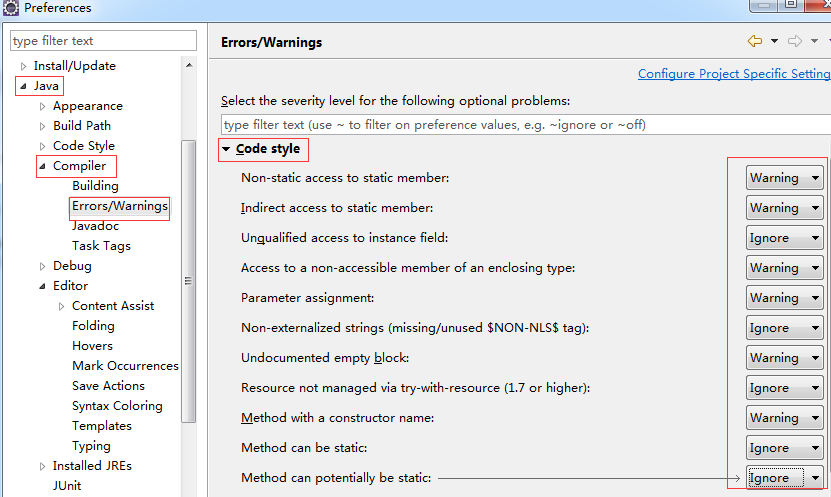 Preferences
type filter text
Install/Update
Java
Appearance
Build Path
Code Style
Compiler
Building
Errors/Warnings
Javadoc
Task Tags
Debug
Editor
Content Assist
Folding
Hovers
Mark Occurrences
Save Actions
Syntax Coloring
Templates
Typing
Installed JREs
JUnit
Errors/Warnings
Configure Project Specific Setting
Select the severity level for the following optional problems:
type filter text (use ~ to filter on preference values, e.g. ~ignore or ~off)
Code style
Non-static access to static member: Warning
Indirect access to static member: Warning
Unqualified access to instance field: Ignore
Access to a non-accessible member of an enclosing type: Warning
Parameter assignment: Warning
Non-externalized strings (missing/unused $NON-NLS$ tag): Ignore
Undocumented empty block: Warning
Resource not managed via try-with-resource (1.7 or higher): Ignore
Method with a constructor name: Warning
Method can be static: Ignore
Method can potentially be static: Ignore